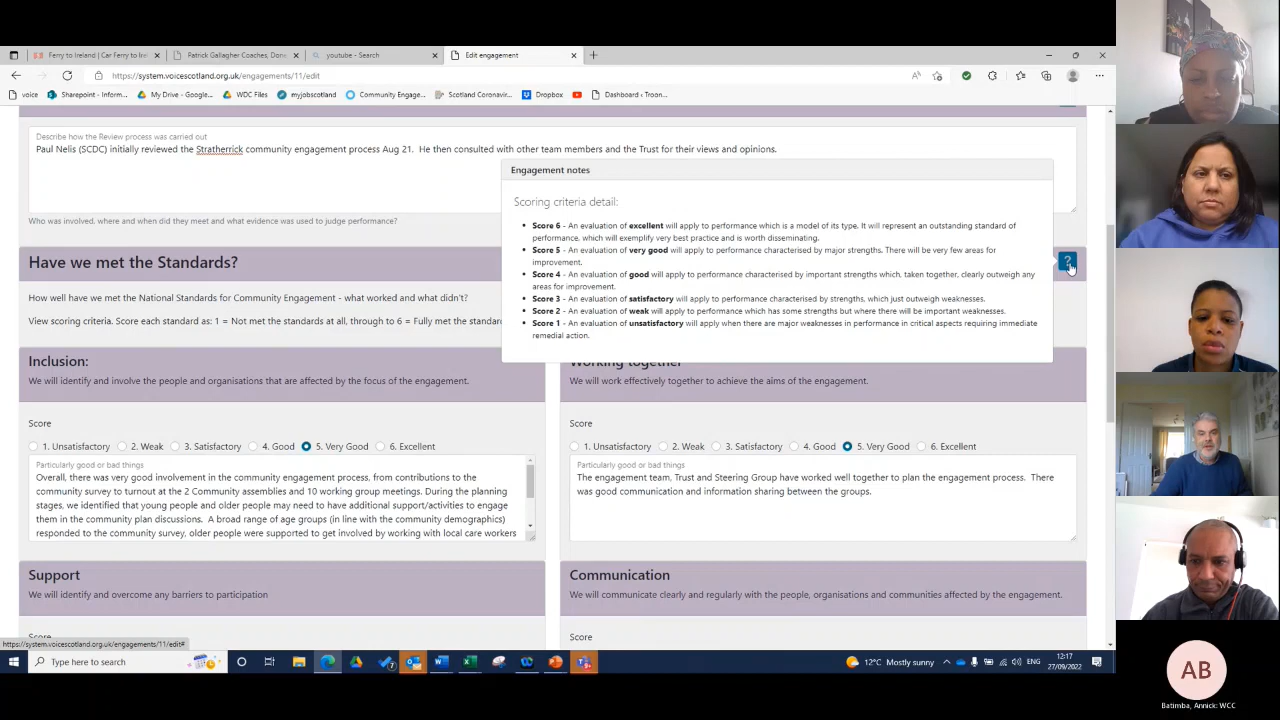 Ferry to Ireland | Car Ferry to Ire
Patrick Gallagher Coaches, Done
youtube - Search
Edit engagement
https://system.voicescotland.org.uk/engagements/11/edit
voice
Sharepoint - Inform...
My Drive - Google...
WDC Files
myjobscotland
Community Engage...
Scotland Coronavir...
Dropbox
Dashboard ‹ Troon...
Describe how the Review process was carried out
Paul Nelis (SCDC) initially reviewed the Stratherrick community engagement process Aug 21. He then consulted with other team members and the Trust for their views and opinions.
Who was involved, where and when did they meet and what evidence was used to judge performance?
Engagement notes
Scoring criteria detail:
Score 6 - An evaluation of excellent will apply to performance which is a model of its type. It will represent an outstanding standard of
performance, which will exemplify very best practice and is worth disseminating.
Score 5 - An evaluation of very good will apply to performance characterised by major strengths. There will be very few areas for
improvement.
Score 4 - An evaluation of good will apply to performance characterised by important strengths which, taken together, clearly outweigh any
areas for improvement.
Score 3 - An evaluation of satisfactory will apply to performance characterised by strengths, which just outweigh weaknesses.
Score 2 - An evaluation of weak will apply to performance which has some strengths but where there will be important weaknesses.
Score 1 - An evaluation of unsatisfactory will apply when there are major weaknesses in performance in critical aspects requiring immediate
remedial action.
?
Have we met the Standards?
How well have we met the National Standards for Community Engagement - what worked and what didn't?
View scoring criteria. Score each standard as: 1 = Not met the standards at all, through to 6 = Fully met the standard
Inclusion:
We will identify and involve the people and organisations that are affected by the focus of the engagement.
Score
1. Unsatisfactory 2. Weak 3. Satisfactory 4. Good 5. Very Good 6. Excellent
Particularly good or bad things
Overall, there was very good involvement in the community engagement process, from contributions to the
community survey to turnout at the 2 Community assemblies and 10 working group meetings. During the planning
stages, we identified that young people and older people may need to have additional support/activities to engage
them in the community plan discussions. A broad range of age groups (in line with the community demographics)
responded to the community survey, older people were supported to get involved by working with local care workers
Working together
We will work effectively together to achieve the aims of the engagement.
Score
1. Unsatisfactory 2. Weak 3. Satisfactory 4. Good 5. Very Good 6. Excellent
Particularly good or bad things
The engagement team, Trust and Steering Group have worked well together to plan the engagement process. There
was good communication and information sharing between the groups.
Support
We will identify and overcome any barriers to participation
Score
Communication
We will communicate clearly and regularly with the people, organisations and communities affected by the engagement.
Score
https://system.voicescotland.org.uk/engagements/11/edit#
Type here to search
12°C Mostly sunny
ENG
12:17
27/09/2022
AB
Batimba, Annick: WCC